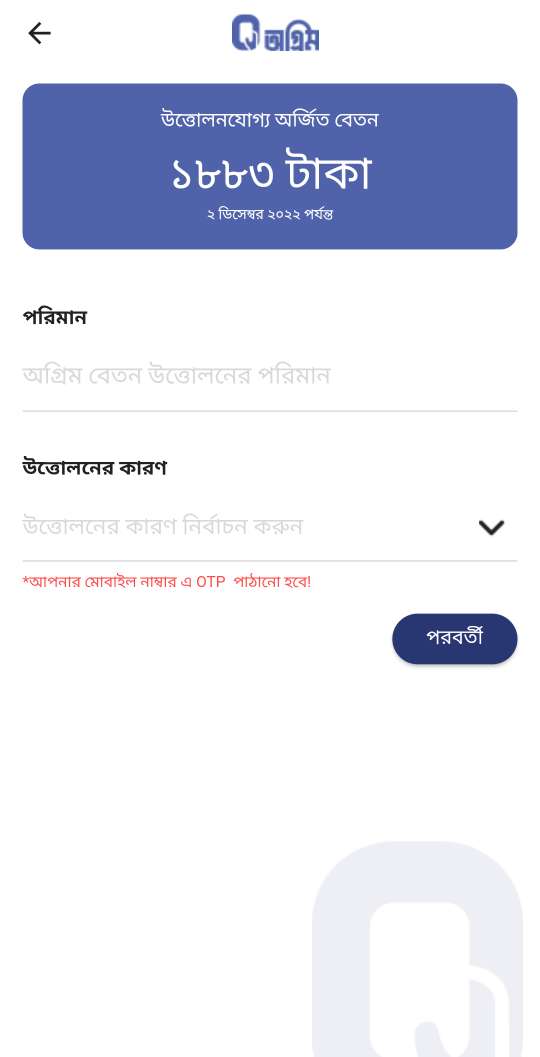 Q অগ্রিম
উত্তোলনযোগ্য অর্জিত বেতন
১৮৮৩ টাকা
২ ডিসেম্বর ২০২২ পর্যন্ত
পরিমান
অগ্রিম বেতন উত্তোলনের পরিমান
উত্তোলনের কারণ
উত্তোলনের কারণ নির্বাচন করুন
*আপনার মোবাইল নাম্বার এ OTP পাঠানো হবে!
পরবর্তী